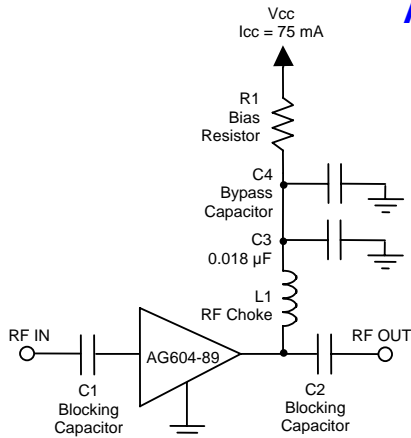 Vcc
Icc = 75 mA
R1
Bias
Resistor
C4
Bypass
Capacitor
C3
0.018 µF
L1
RF Choke
RF IN
AG604-89
RF OUT
C1
Blocking
Capacitor
C2
Blocking
Capacitor